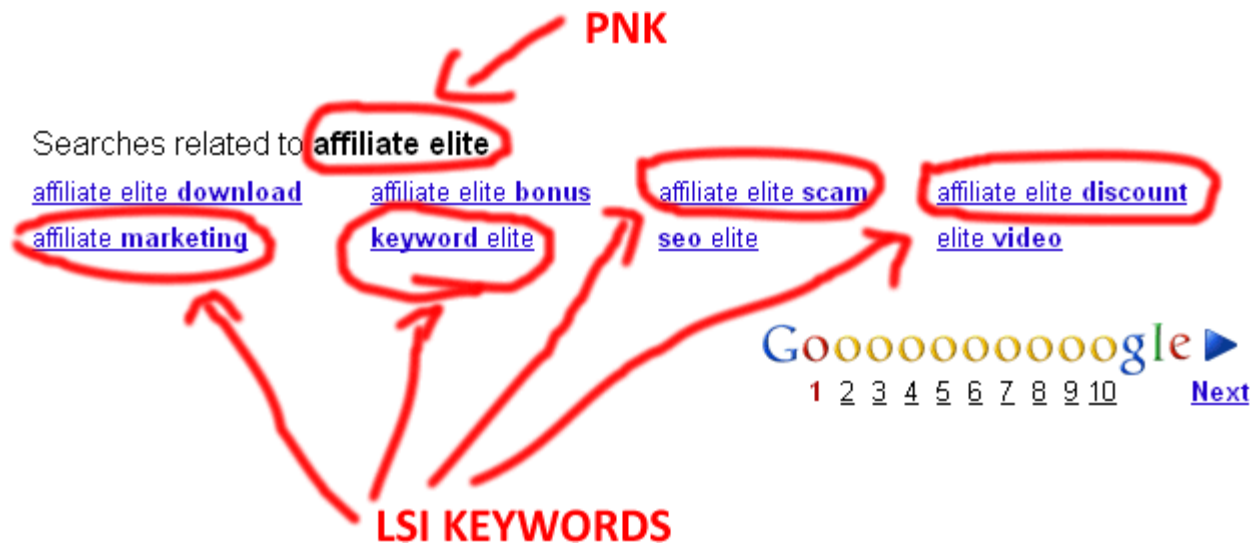 PNK
Searches related to affiliate elite
affiliate elite download affiliate elite bonus affiliate elite scam affiliate elite discount
affiliate marketing keyword elite seo elite elite video
Goooooooooogle
1 2 3 4 5 6 7 8 9 10 Next
LSI KEYWORDS